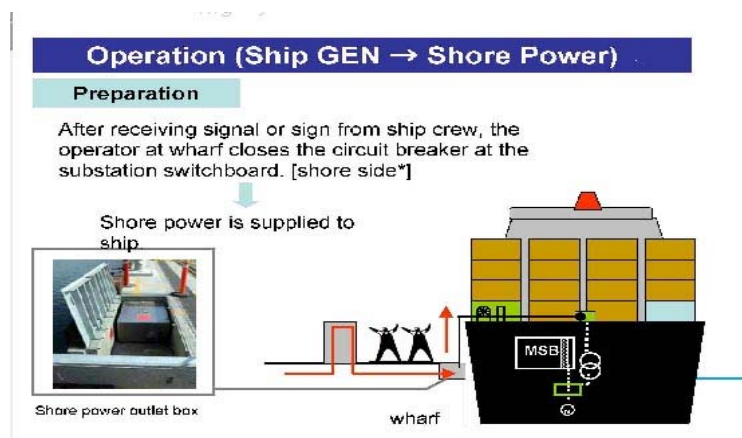 Operation (Ship GEN → Shore Power)
Preparation
After receiving signal or sign from ship crew, the
operator at wharf closes the circuit breaker at the
substation switchboard. [shore side*]
Shore power is supplied to
ship.
MSB
Shore power outlet box
wharf